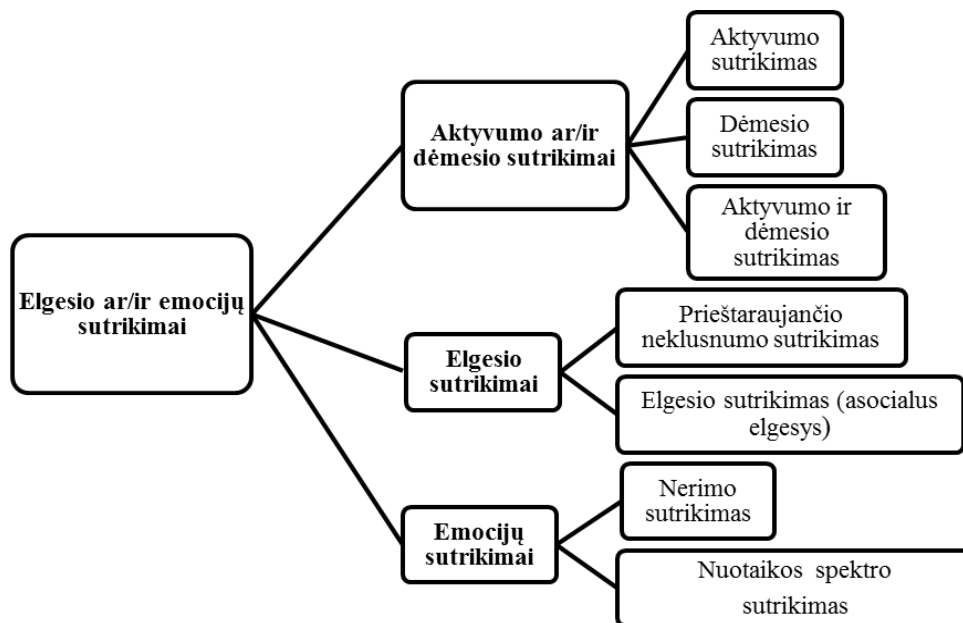 Elgesio ar/ir emocijų
sutrikimai
Aktyvumo ar/ir
dėmesio sutrikimai
Aktyvumo
sutrikimas
Dėmesio
sutrikimas
Aktyvumo ir
dėmesio
sutrikimas
Elgesio
sutrikimai
Prieštaraujančio
neklusnumo sutrikimas
Elgesio sutrikimas (asocialus
elgesys)
Emocijų
sutrikimai
Nerimo
sutrikimas
Nuotaikos spektro
sutrikimas